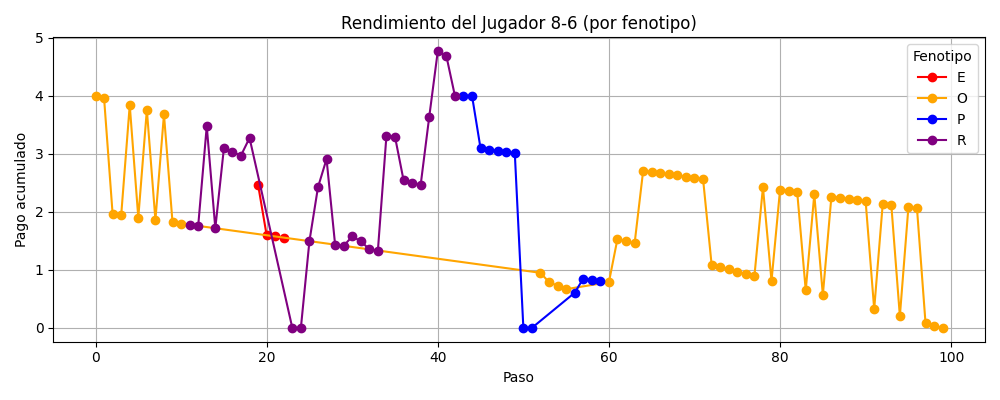 Rendimiento del Jugador 8-6 (por fenotipo)
Pago acumulado
5
4
3
2
1
0
Fenotipo
E
O
P
R
0 20 40 60 80 100
Paso